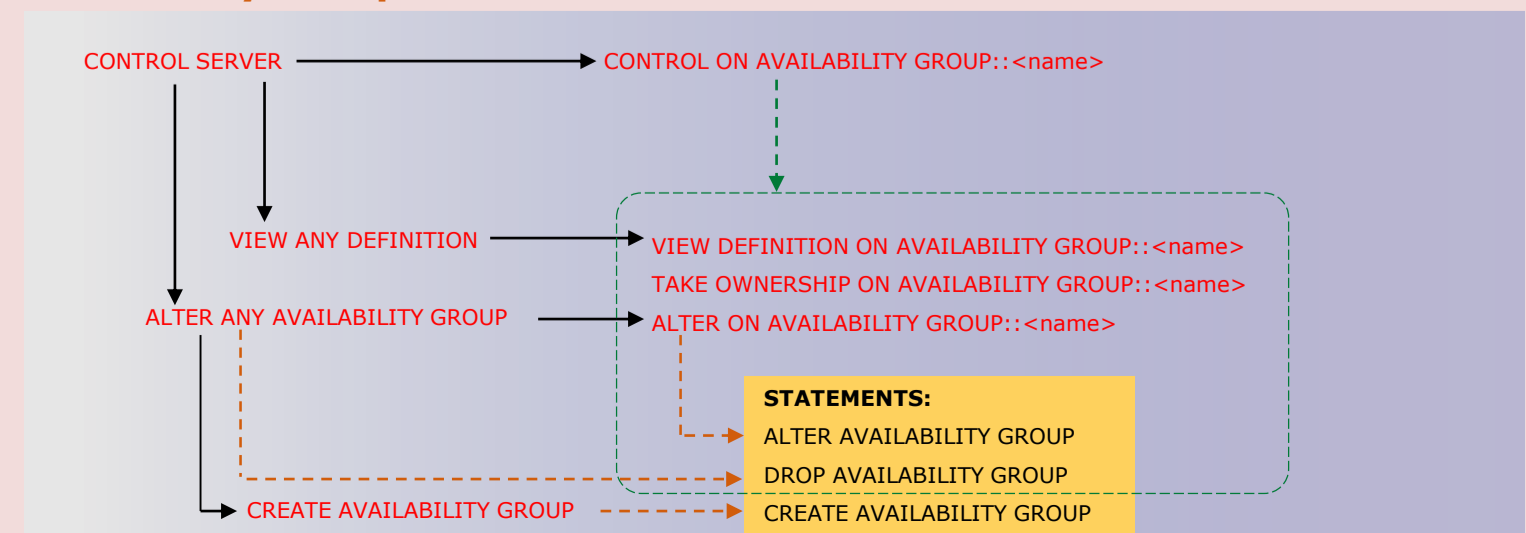 CONTROL SERVER
CONTROL ON AVAILABILITY GROUP::<name>
VIEW ANY DEFINITION
VIEW DEFINITION ON AVAILABILITY GROUP::<name>
TAKE OWNERSHIP ON AVAILABILITY GROUP::<name>
ALTER ANY AVAILABILITY GROUP
ALTER ON AVAILABILITY GROUP::<name>
STATEMENTS:
ALTER AVAILABILITY GROUP
DROP AVAILABILITY GROUP
CREATE AVAILABILITY GROUP
CREATE AVAILABILITY GROUP